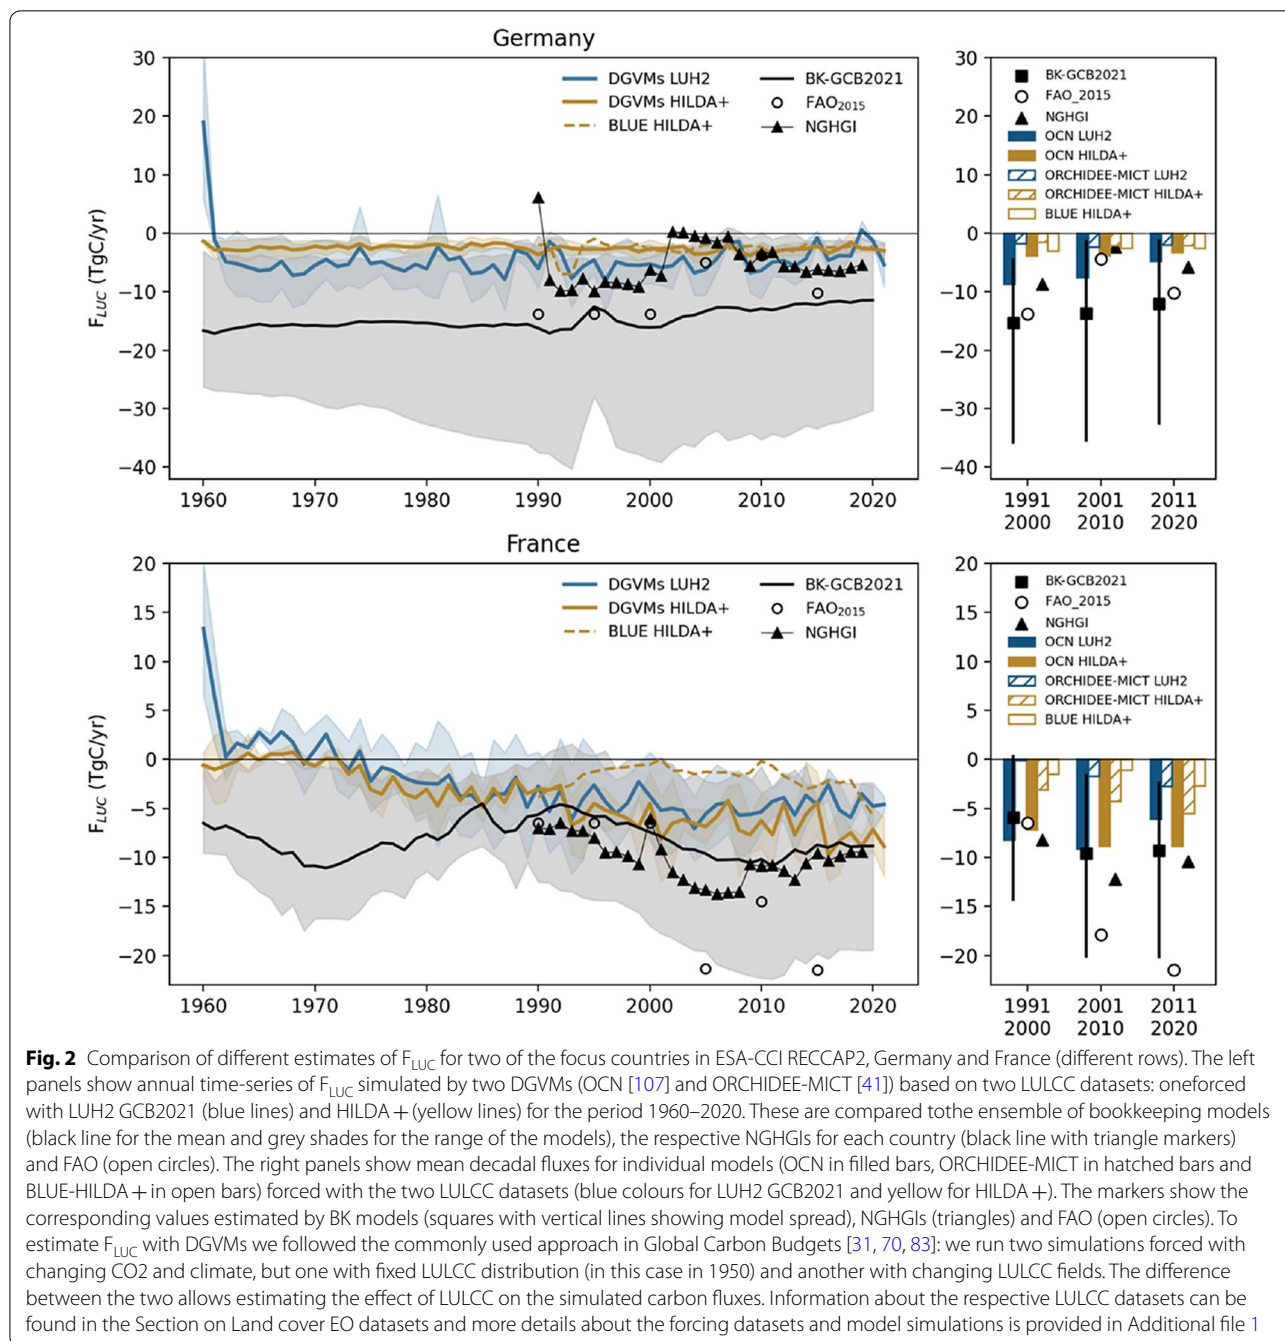 Germany
30
20
10
0
−10
−20
−30
−40
F_LUC (TgC/yr)
DGVMs LUH2
DGVMs HILDA+
BLUE HILDA+
BK-GCB2021
FAO2015
NGHGI
1960
1970
1980
1990
2000
2010
2020
30
20
10
0
−10
−20
−30
−40
BK-GCB2021
FAO_2015
NGHGI
OCN LUH2
OCN HILDA+
ORCHIDEE-MICT LUH2
ORCHIDEE-MICT HILDA+
BLUE HILDA+
1991 2001 2011
2000 2010 2020
France
20
15
10
5
0
−5
−10
−15
−20
F_LUC (TgC/yr)
DGVMs LUH2
DGVMs HILDA+
BLUE HILDA+
BK-GCB2021
FAO2015
NGHGI
1960
1970
1980
1990
2000
2010
2020
20
15
10
5
0
−5
−10
−15
−20
BK-GCB2021
FAO_2015
NGHGI
OCN LUH2
OCN HILDA+
ORCHIDEE-MICT LUH2
ORCHIDEE-MICT HILDA+
BLUE HILDA+
1991 2001 2011
2000 2010 2020
Fig. 2 Comparison of different estimates of FLUC for two of the focus countries in ESA-CCI RECCAP2, Germany and France (different rows). The left
panels show annual time-series of FLUC simulated by two DGVMs (OCN [107] and ORCHIDEE-MICT [41]) based on two LULCC datasets: oneforced
with LUH2 GCB2021 (blue lines) and HILDA + (yellow lines) for the period 1960–2020. These are compared tothe ensemble of bookkeeping models
(black line for the mean and grey shades for the range of the models), the respective NGHGIs for each country (black line with triangle markers)
and FAO (open circles). The right panels show mean decadal fluxes for individual models (OCN in filled bars, ORCHIDEE-MICT in hatched bars and
BLUE-HILDA + in open bars) forced with the two LULCC datasets (blue colours for LUH2 GCB2021 and yellow for HILDA +). The markers show the
corresponding values estimated by BK models (squares with vertical lines showing model spread), NGHGIs (triangles) and FAO (open circles). To
estimate FLUC with DGVMs we followed the commonly used approach in Global Carbon Budgets [31, 70, 83]: we run two simulations forced with
changing CO2 and climate, but one with fixed LULCC distribution (in this case in 1950) and another with changing LULCC fields. The difference
between the two allows estimating the effect of LULCC on the simulated carbon fluxes. Information about the respective LULCC datasets can be
found in the Section on Land cover EO datasets and more details about the forcing datasets and model simulations is provided in Additional file 1